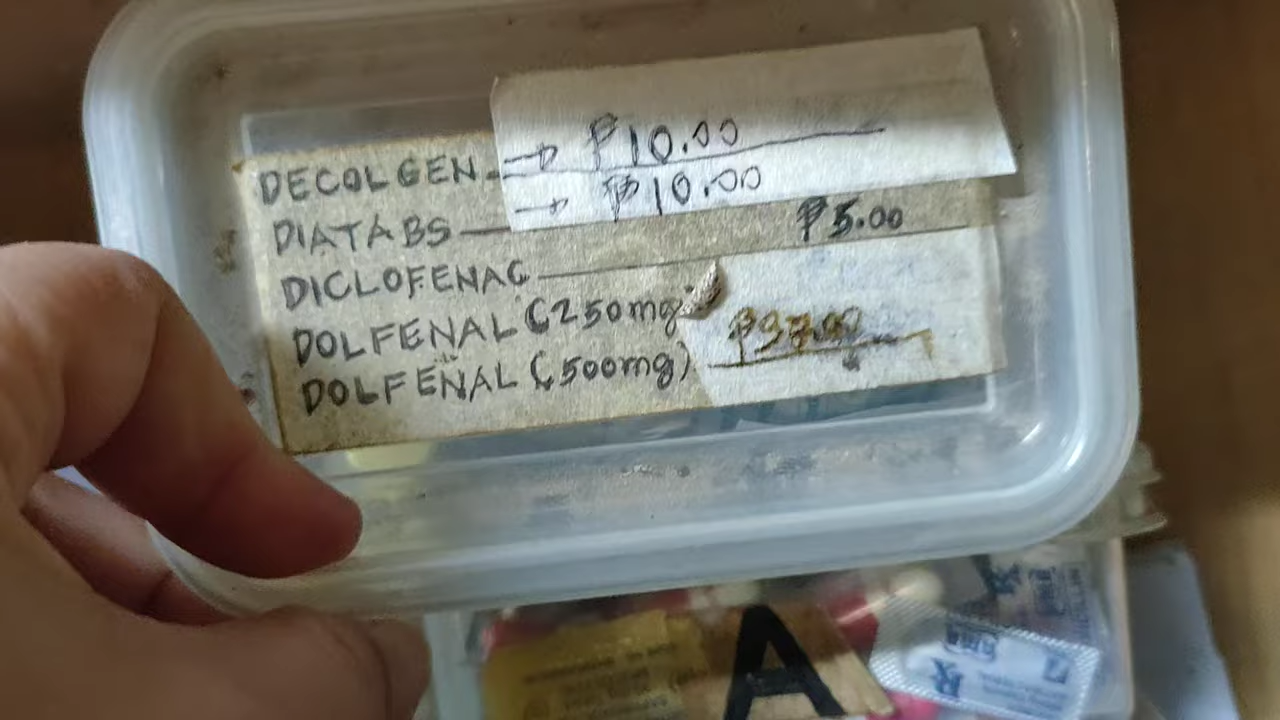 DECOLGEN → ₱10.00
DIATABS → ₱10.00
DICLOFENAC ₱5.00
DOLFENAL (250mg)
DOLFENAL (500mg)
A